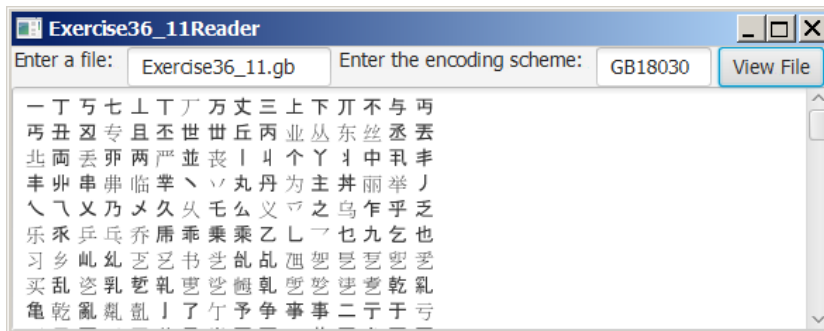 Exercise36_11Reader
Enter a file: Exercise36_11.gb Enter the encoding scheme: GB18030 View File
一 丁 丂 七 丄 丅 丆 万 丈 三 上 下 丌 不 与 丏
丐 丑 丒 专 且 丕 世 丗 丘 丙 业 丛 东 丝 丞 丟
丠 両 丢 丣 两 严 並 丧 丨 丩 个 丫 丬 中 丮 丯
丰 丱 串 丳 临 丵 丶 丷 丸 丹 为 主 丼 丽 举 丿
乀 乁 乂 乃 乄 久 乆 乇 么 义 乊 之 乌 乍 乎 乏
乐 乑 乒 乓 乔 乕 乖 乗 乘 乙 乚 乛 乜 九 乞 也
习 乡 乢 乣 乤 乥 书 乧 乨 乩 乪 乫 乬 乭 乮 乯
买 乱 乲 乳 乴 乵 乶 乷 乸 乹 乺 乻 乼 乽 乾 乿
亀 亁 亂 亃 亄 亅 了 亇 予 争 亊 事 二 亍 于 亏